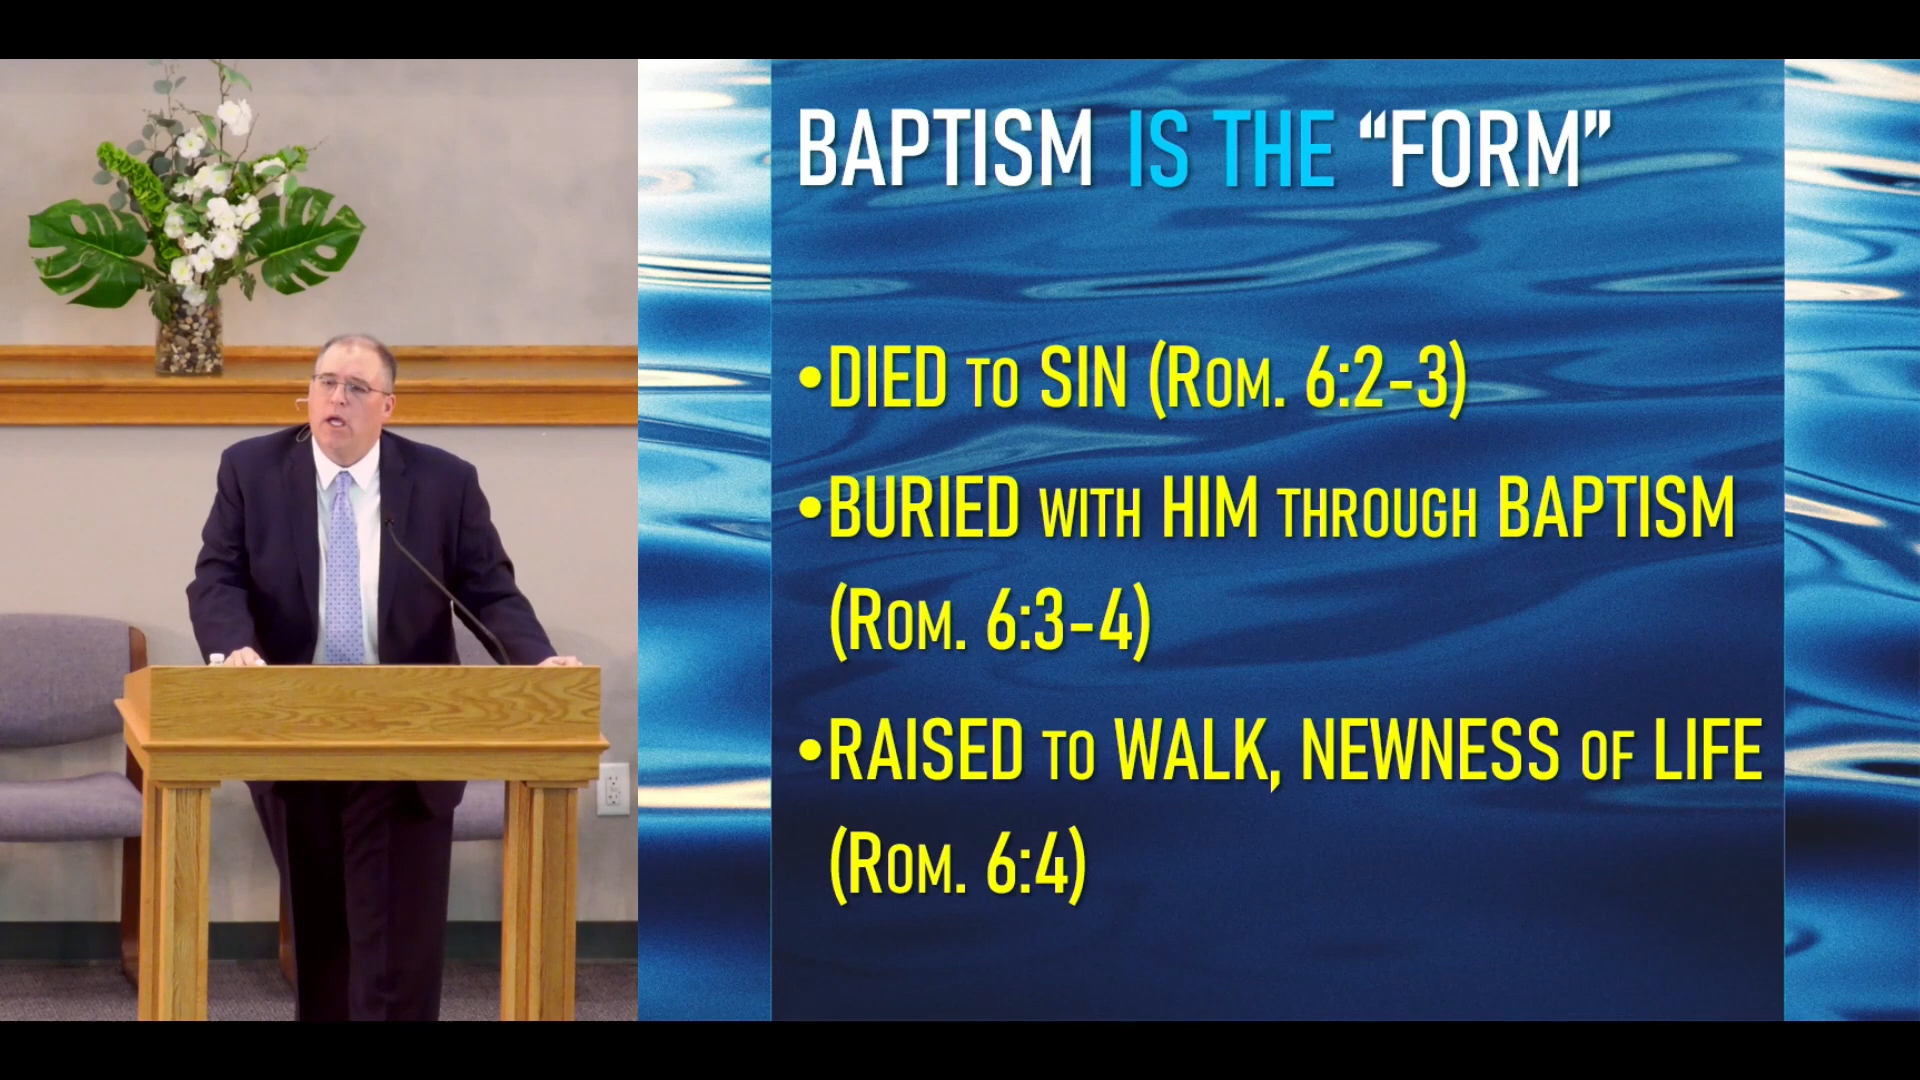 BAPTISM IS THE “FORM”
•DIED TO SIN (ROM. 6:2-3)
•BURIED WITH HIM THROUGH BAPTISM
(ROM. 6:3-4)
•RAISED TO WALK, NEWNESS OF LIFE
(ROM. 6:4)